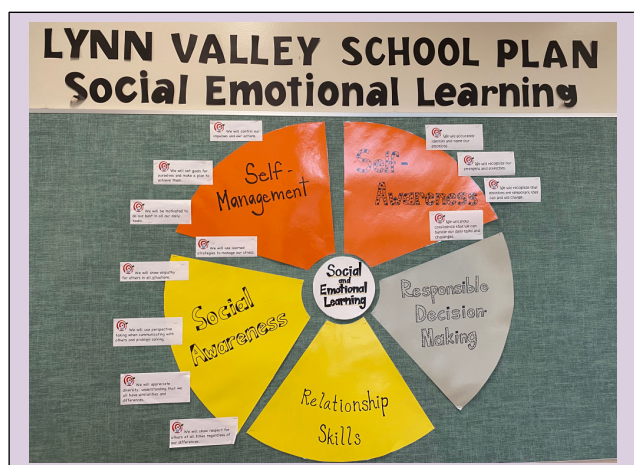 LYNN VALLEY SCHOOL PLAN
Social Emotional Learning
We will control our
impulses and our actions.
We will set goals for
ourselves and make a plan to
achieve them.
We will be motivated to
do our best in all our daily
tasks.
We will use learned
strategies to manage our stress.
Self-
Management
We will accurately
identify and name our
emotions.
We will recognize our
strengths and
We will recognize that
emotions are temporary and
can and will change.
We will show
confidence that we can
handle our daily tasks and
challenges.
Self-
Awareness
We will show empathy
for others in all situations.
We will use perspective
taking when communicating with
others and problem solving.
We will appreciate
diversity, understanding that we
all have similarities and
differences.
We will show respect for
others at all times regardless of
our differences.
Social
Awareness
Social
and
Emotional
Learning
Responsible
Decision-
Making
Relationship
Skills